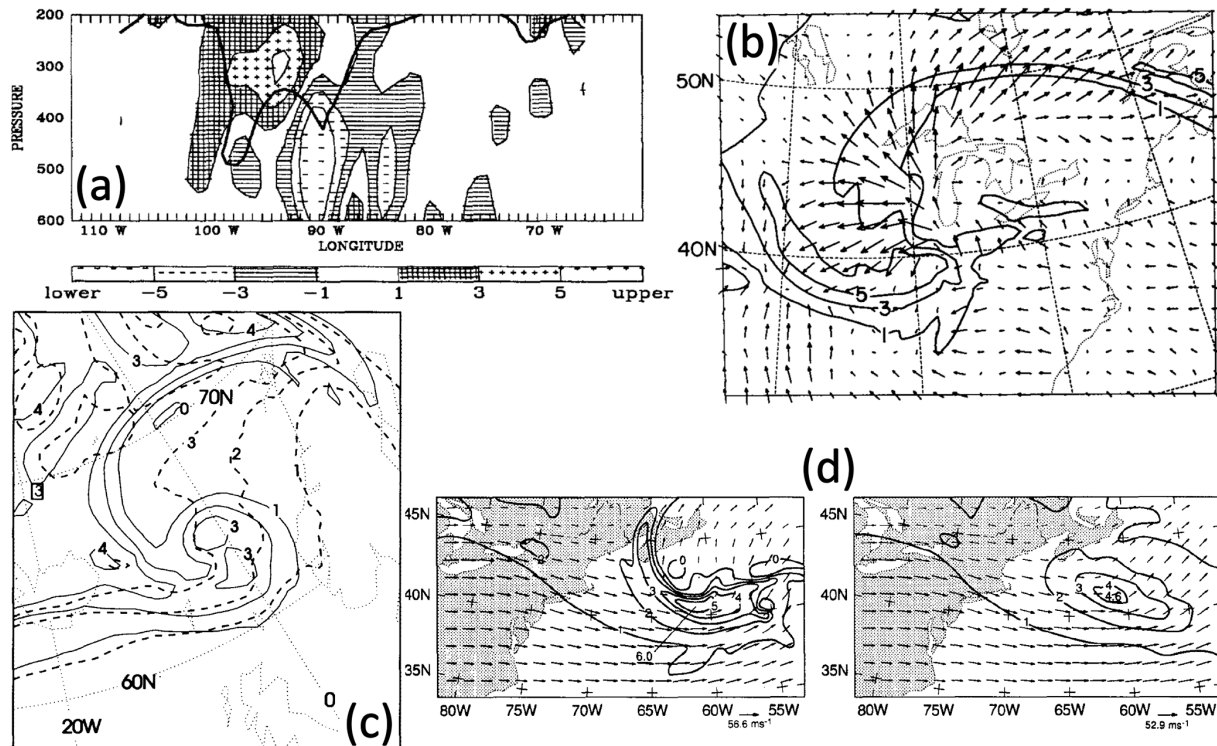 200
300
400
500
600
PRESSURE
(a)
110 W 100 W 90 W 80 W 70 W
LONGITUDE
lower -5 -3 -1 1 3 5 upper
(b)
50N
40N
5
3
1
5
3
1
(c)
4
3
4
3
4
70N
0
3
2
1
1
3
3
60N
20W
0
(d)
45N
40N
35N
80W 75W 70W 65W 60W 55W
56.6 ms⁻¹
2
0
0
3
2
1
4
5
6.0
45N
40N
35N
80W 75W 70W 65W 60W 55W
52.9 ms⁻¹
4
3
4.6
2
1